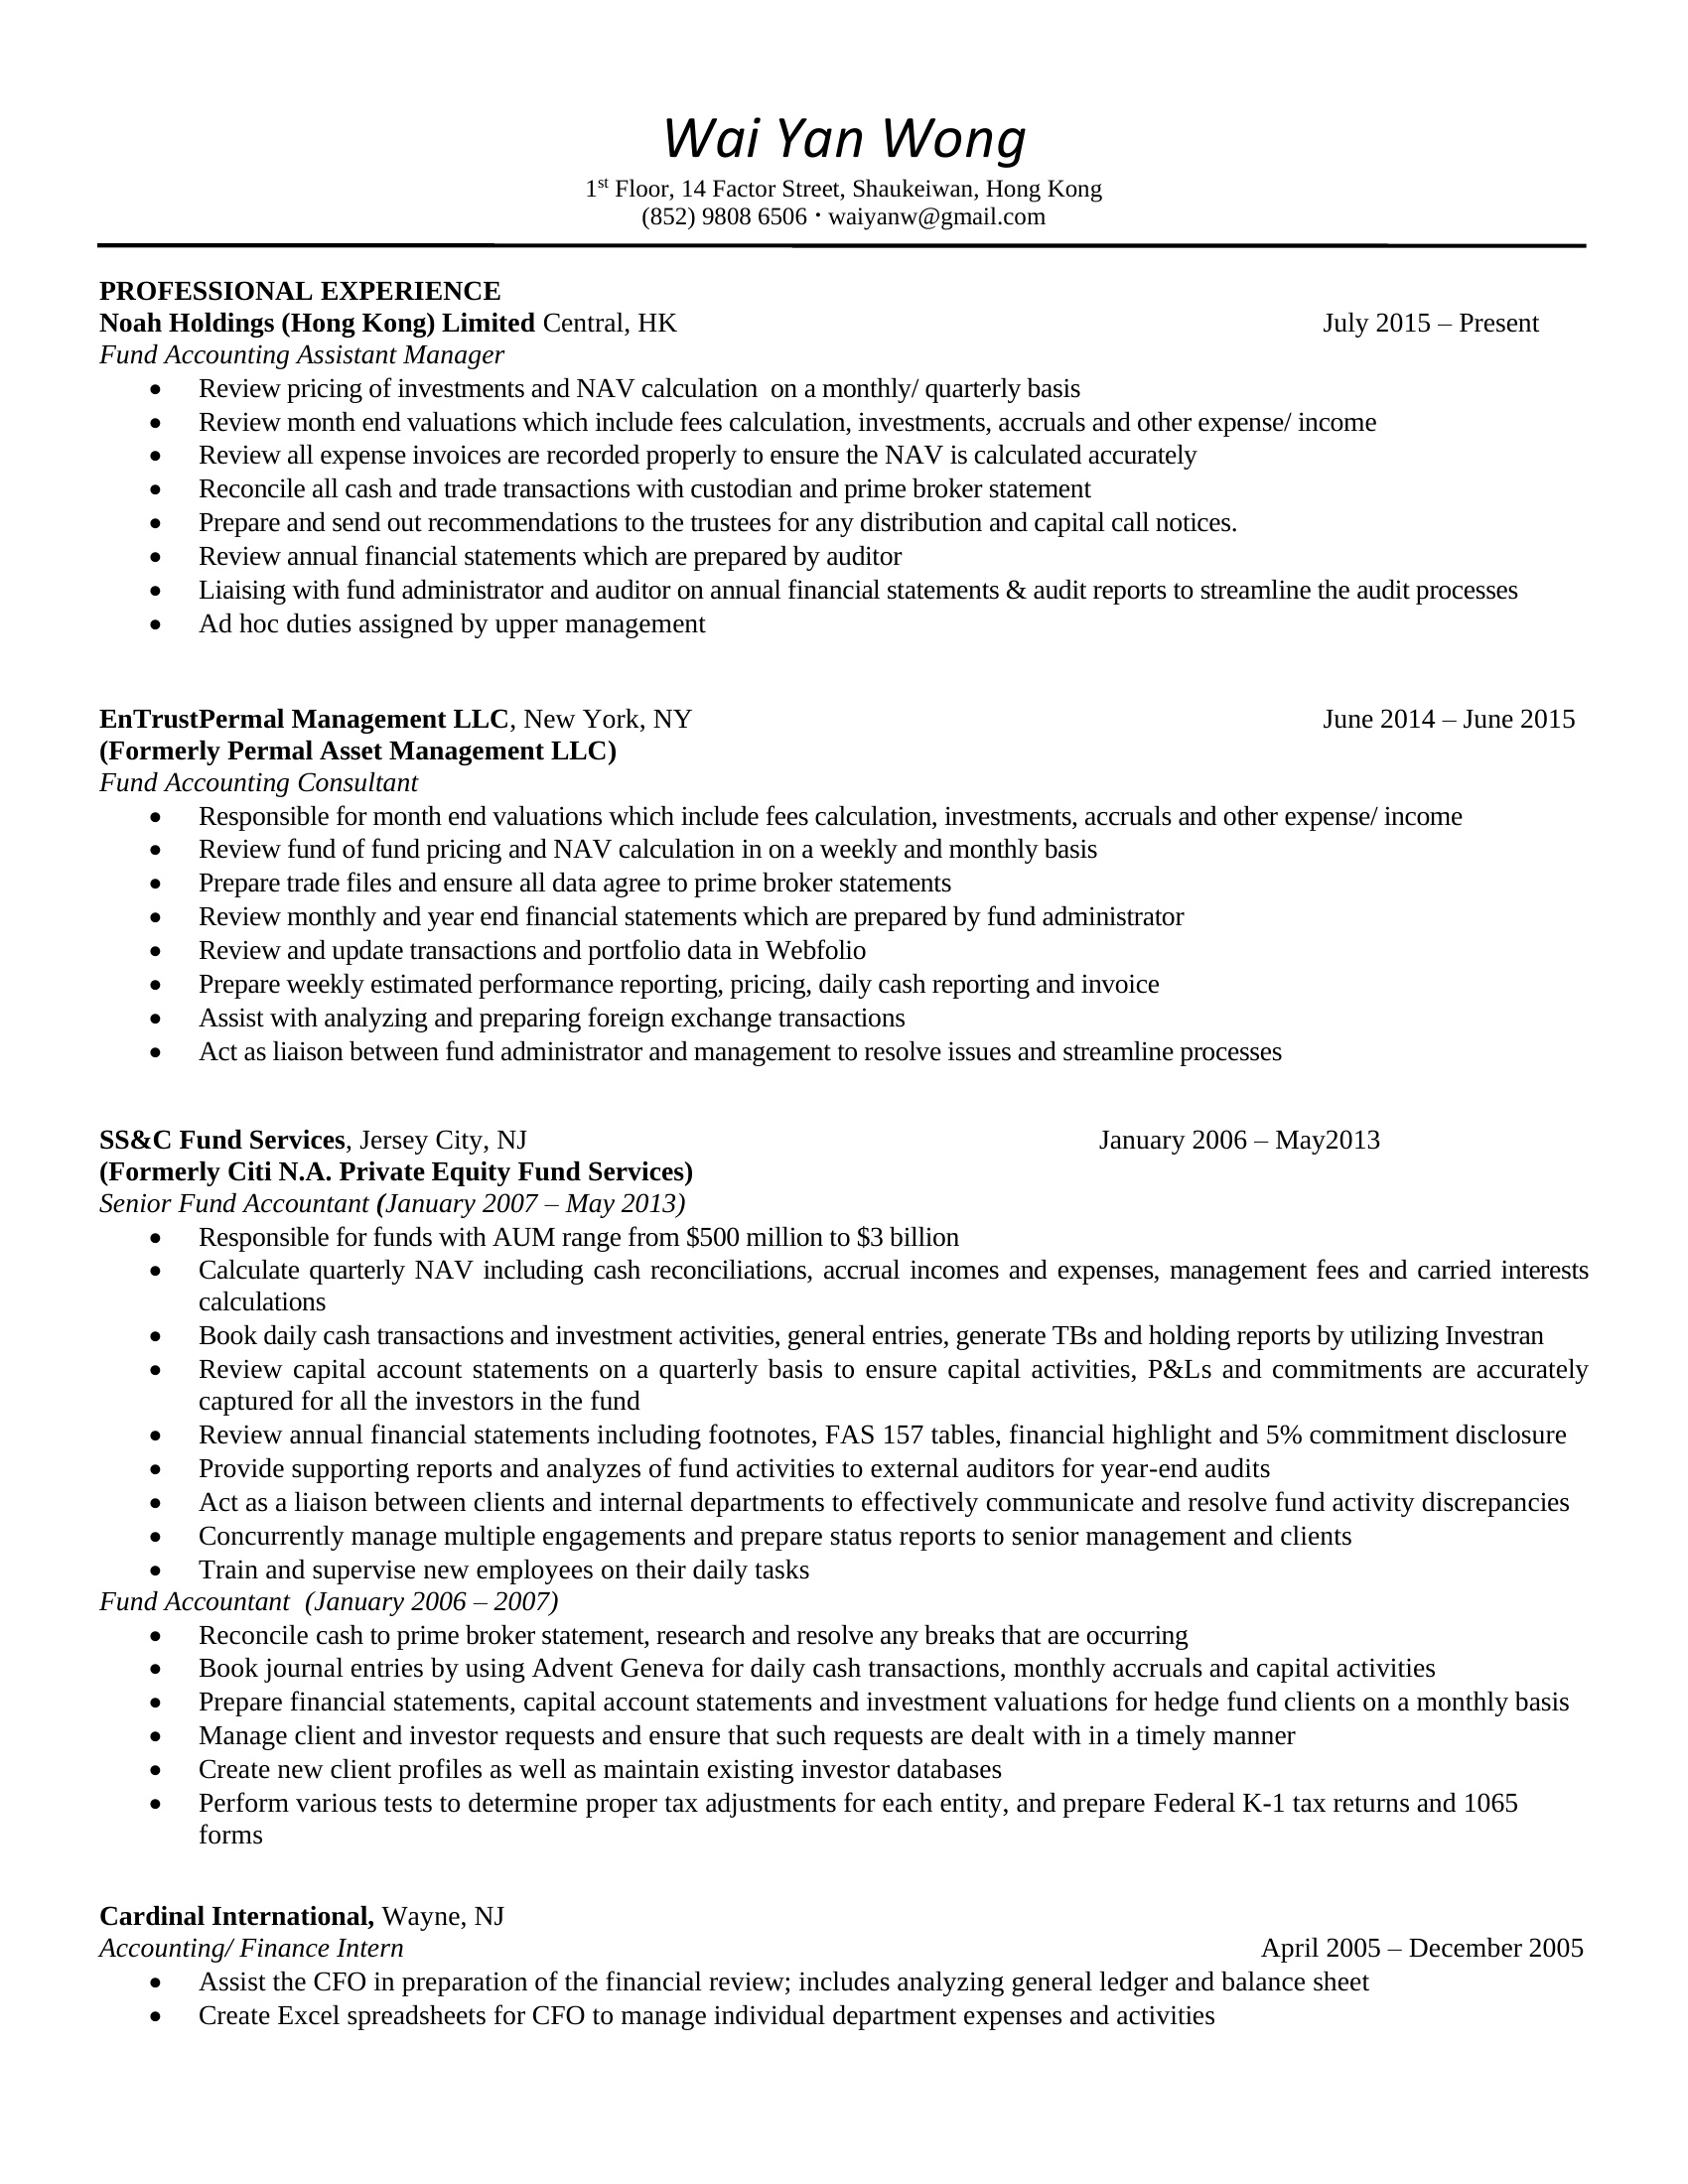 Wai Yan Wong
1st Floor, 14 Factor Street, Shaukeiwan, Hong Kong
(852) 9808 6506 · waiyanw@gmail.com
PROFESSIONAL EXPERIENCE
Noah Holdings (Hong Kong) Limited Central, HK July 2015 – Present
Fund Accounting Assistant Manager
• Review pricing of investments and NAV calculation  on a monthly/ quarterly basis
• Review month end valuations which include fees calculation, investments, accruals and other expense/ income
• Review all expense invoices are recorded properly to ensure the NAV is calculated accurately
• Reconcile all cash and trade transactions with custodian and prime broker statement
• Prepare and send out recommendations to the trustees for any distribution and capital call notices.
• Review annual financial statements which are prepared by auditor
• Liaising with fund administrator and auditor on annual financial statements & audit reports to streamline the audit processes
• Ad hoc duties assigned by upper management
EnTrustPermal Management LLC, New York, NY June 2014 – June 2015
(Formerly Permal Asset Management LLC)
Fund Accounting Consultant
• Responsible for month end valuations which include fees calculation, investments, accruals and other expense/ income
• Review fund of fund pricing and NAV calculation in on a weekly and monthly basis
• Prepare trade files and ensure all data agree to prime broker statements
• Review monthly and year end financial statements which are prepared by fund administrator
• Review and update transactions and portfolio data in Webfolio
• Prepare weekly estimated performance reporting, pricing, daily cash reporting and invoice
• Assist with analyzing and preparing foreign exchange transactions
• Act as liaison between fund administrator and management to resolve issues and streamline processes
SS&C Fund Services, Jersey City, NJ January 2006 – May2013
(Formerly Citi N.A. Private Equity Fund Services)
Senior Fund Accountant (January 2007 – May 2013)
• Responsible for funds with AUM range from $500 million to $3 billion
• Calculate quarterly NAV including cash reconciliations, accrual incomes and expenses, management fees and carried interests
calculations
• Book daily cash transactions and investment activities, general entries, generate TBs and holding reports by utilizing Investran
• Review capital account statements on a quarterly basis to ensure capital activities, P&Ls and commitments are accurately
captured for all the investors in the fund
• Review annual financial statements including footnotes, FAS 157 tables, financial highlight and 5% commitment disclosure
• Provide supporting reports and analyzes of fund activities to external auditors for year-end audits
• Act as a liaison between clients and internal departments to effectively communicate and resolve fund activity discrepancies
• Concurrently manage multiple engagements and prepare status reports to senior management and clients
• Train and supervise new employees on their daily tasks
Fund Accountant  (January 2006 – 2007)
• Reconcile cash to prime broker statement, research and resolve any breaks that are occurring
• Book journal entries by using Advent Geneva for daily cash transactions, monthly accruals and capital activities
• Prepare financial statements, capital account statements and investment valuations for hedge fund clients on a monthly basis
• Manage client and investor requests and ensure that such requests are dealt with in a timely manner
• Create new client profiles as well as maintain existing investor databases
• Perform various tests to determine proper tax adjustments for each entity, and prepare Federal K-1 tax returns and 1065
forms
Cardinal International, Wayne, NJ
Accounting/ Finance Intern April 2005 – December 2005
• Assist the CFO in preparation of the financial review; includes analyzing general ledger and balance sheet
• Create Excel spreadsheets for CFO to manage individual department expenses and activities